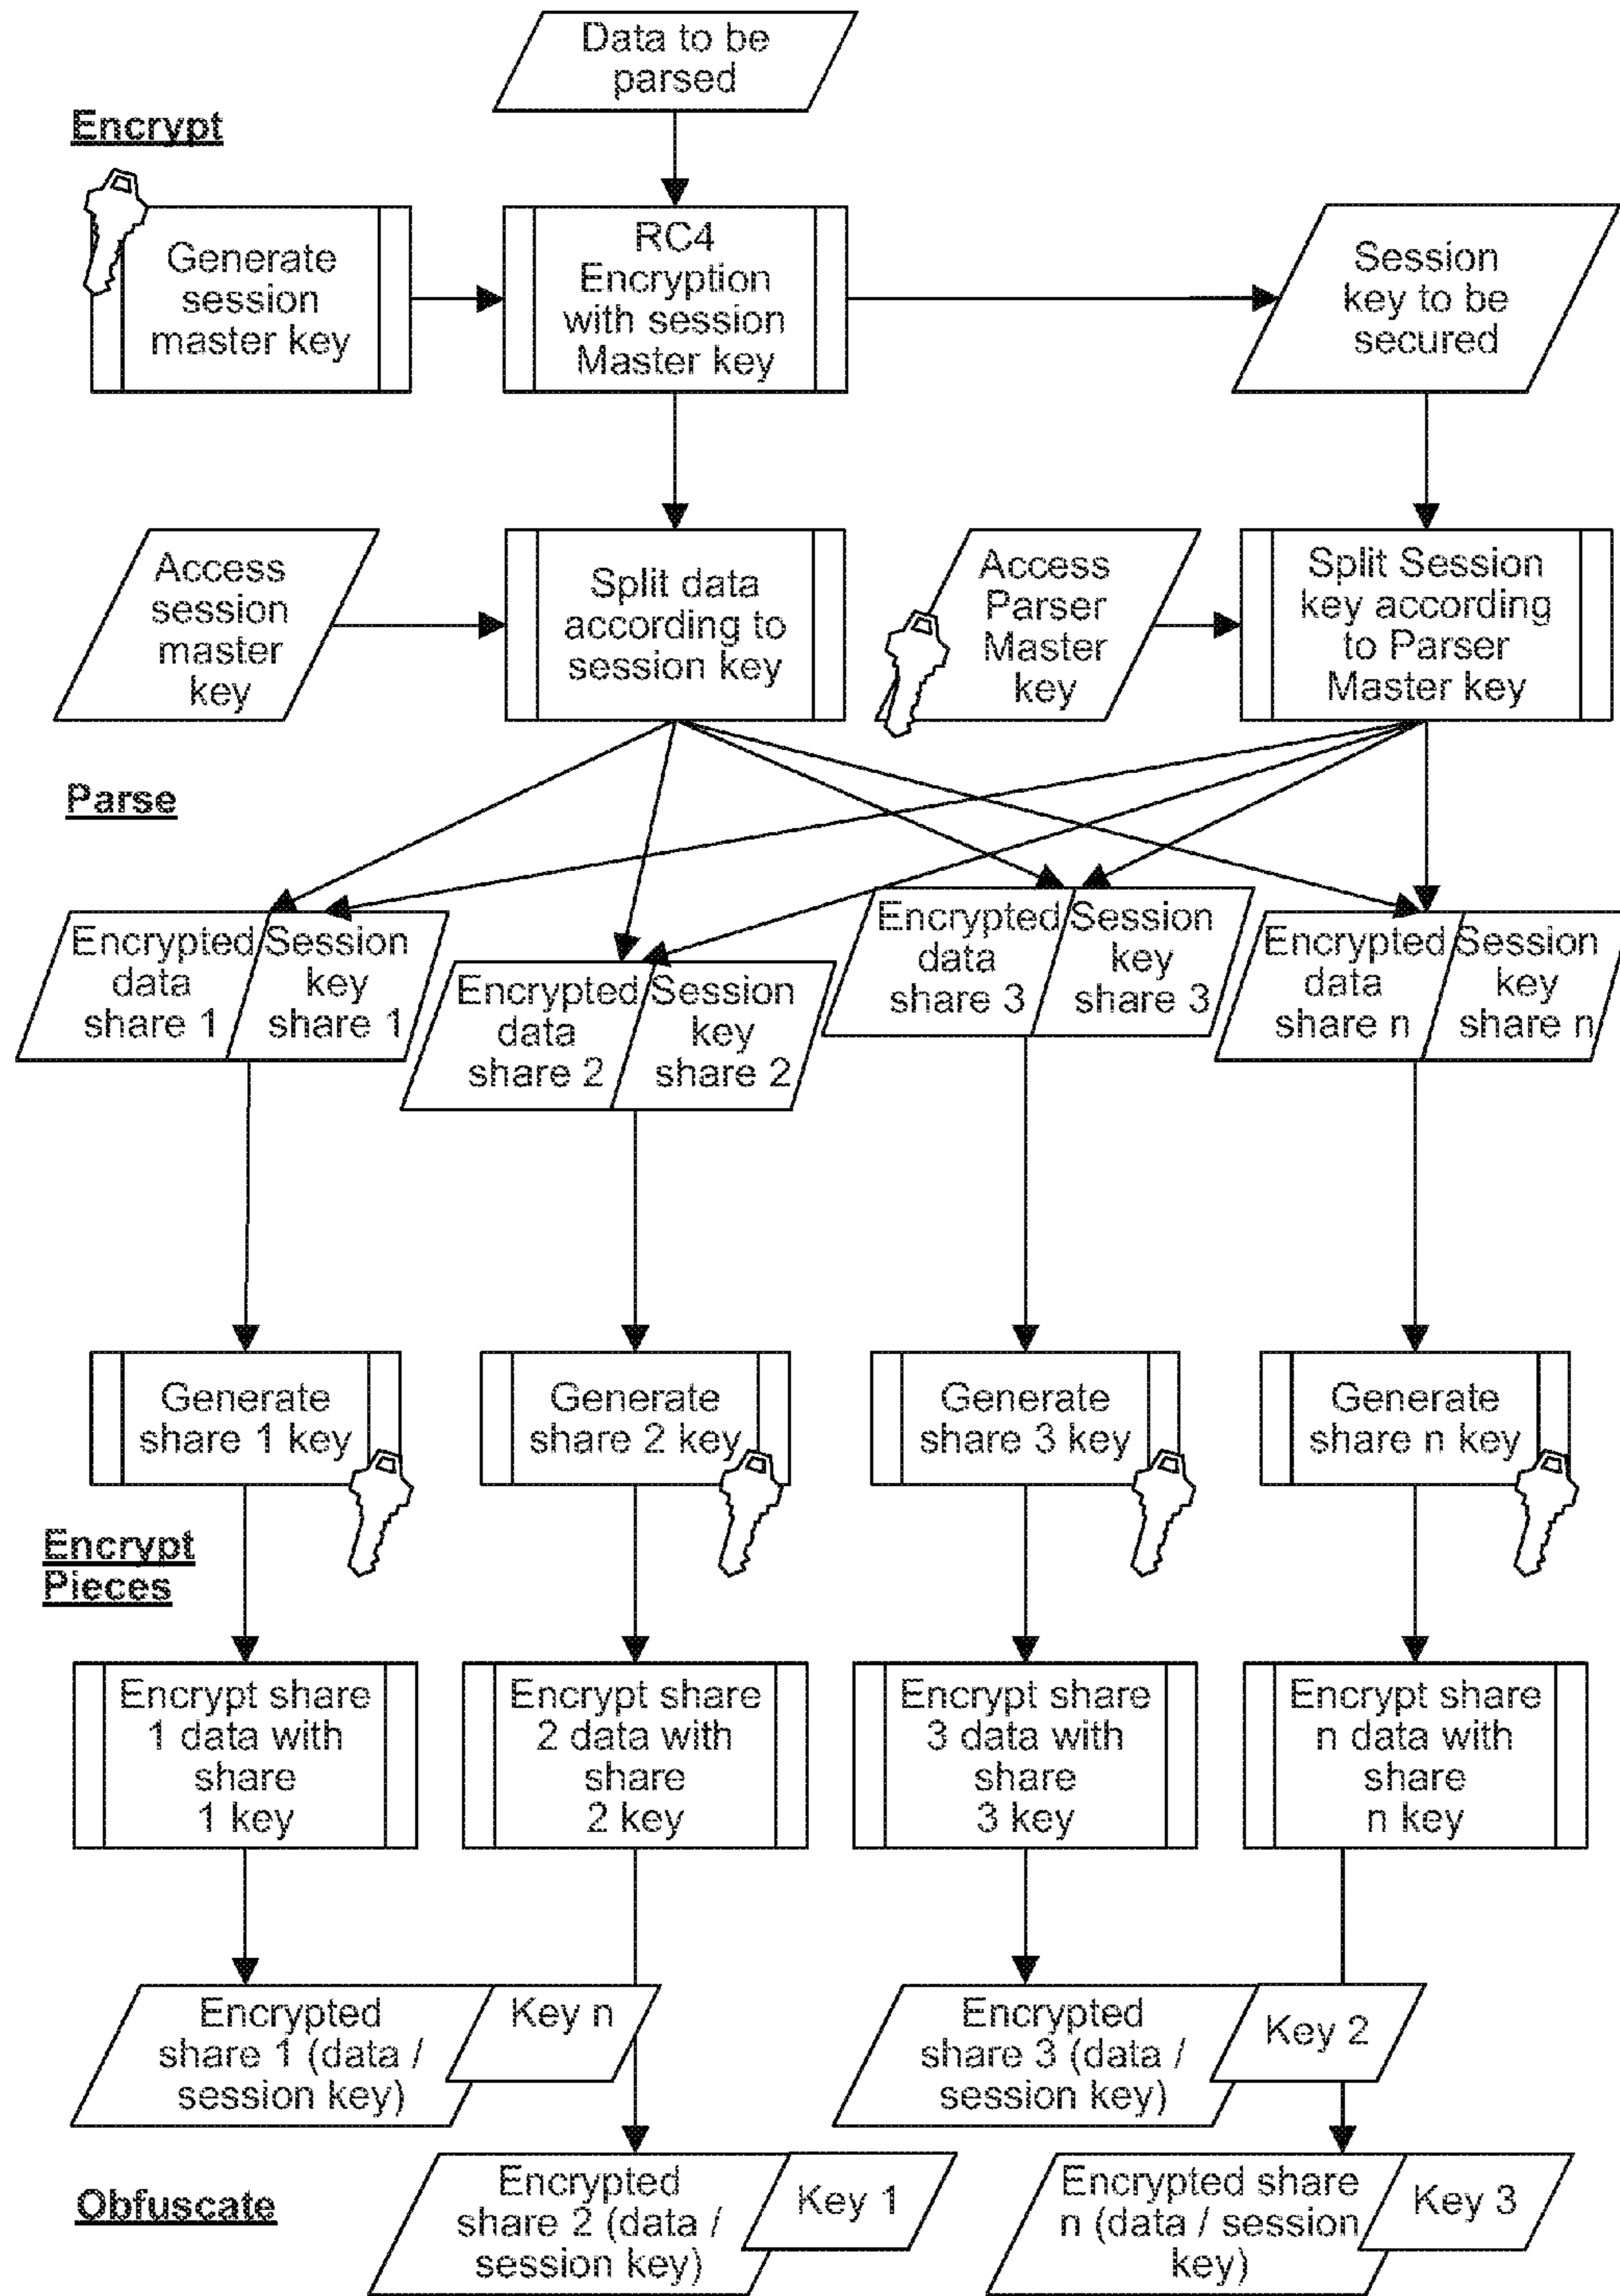 Data to be
parsed
Encrypt
Generate
session
master key
RC4
Encryption
with session
Master key
Session
key to be
secured
Access
session
master
key
Split data
according to
session key
Access
Parser
Master
key
Split Session
key according
to Parser
Master key
Parse
Encrypted
data
share 1
Session
key
share 1
Encrypted
data
share 2
Session
key
share 2
Encrypted
data
share 3
Session
key
share 3
Encrypted
data
share n
Session
key
share n
Generate
share 1 key
Generate
share 2 key
Generate
share 3 key
Generate
share n key
Encrypt
Pieces
Encrypt share
1 data with
share
1 key
Encrypt share
2 data with
share
2 key
Encrypt share
3 data with
share
3 key
Encrypt share
n data with
share
n key
Encrypted
share 1 (data /
session key)
Key n
Encrypted
share 3 (data /
session key)
Key 2
Obfuscate
Encrypted
share 2 (data /
session key)
Key 1
Encrypted share
n (data / session
key)
Key 3